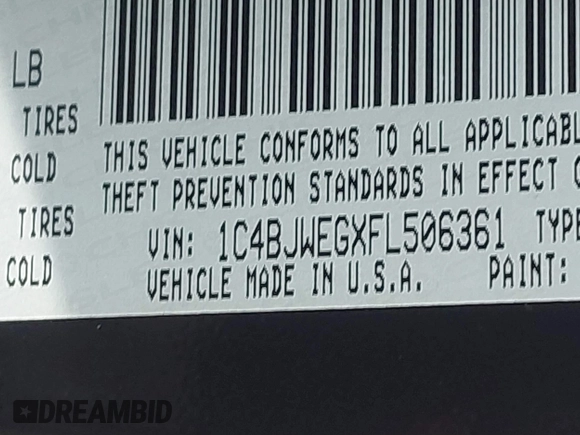 LB
TIRES
COLD
TIRES
COLD
THIS VEHICLE CONFORMS TO ALL APPLICABL
THEFT PREVENTION STANDARDS IN EFFECT
VIN: 1C4BJWEGXFL506361 TYPE
VEHICLE MADE IN U.S.A. PAINT:
DREAMBID